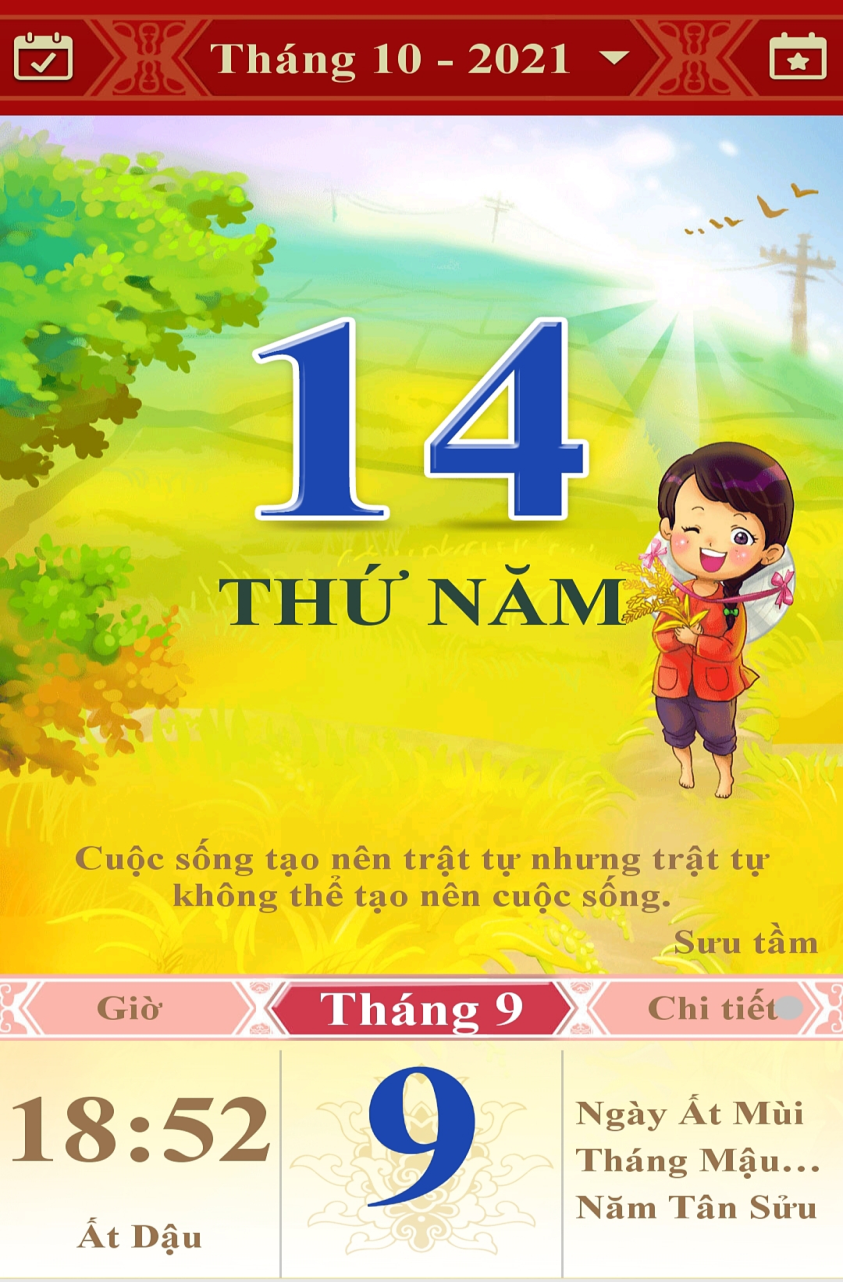 Tháng 10 - 2021
14
THỨ NĂM
Cuộc sống tạo nên trật tự nhưng trật tự
không thể tạo nên cuộc sống.
Sưu tầm
Giờ
Tháng 9
Chi tiết
18:52
Ất Dậu
9
Ngày Ất Mùi
Tháng Mậu...
Năm Tân Sửu